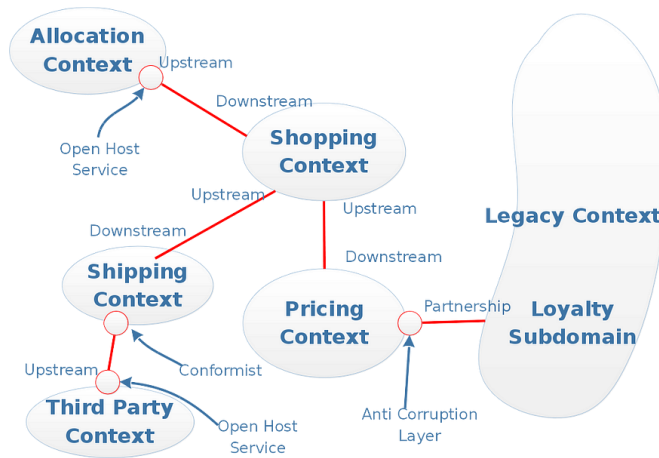 Allocation
Context
Upstream
Downstream
Open Host
Service
Shopping
Context
Upstream
Upstream
Legacy Context
Downstream
Downstream
Shipping
Context
Pricing
Context
Partnership
Loyalty
Subdomain
Upstream
Conformist
Third Party
Context
Open Host
Service
Anti Corruption
Layer